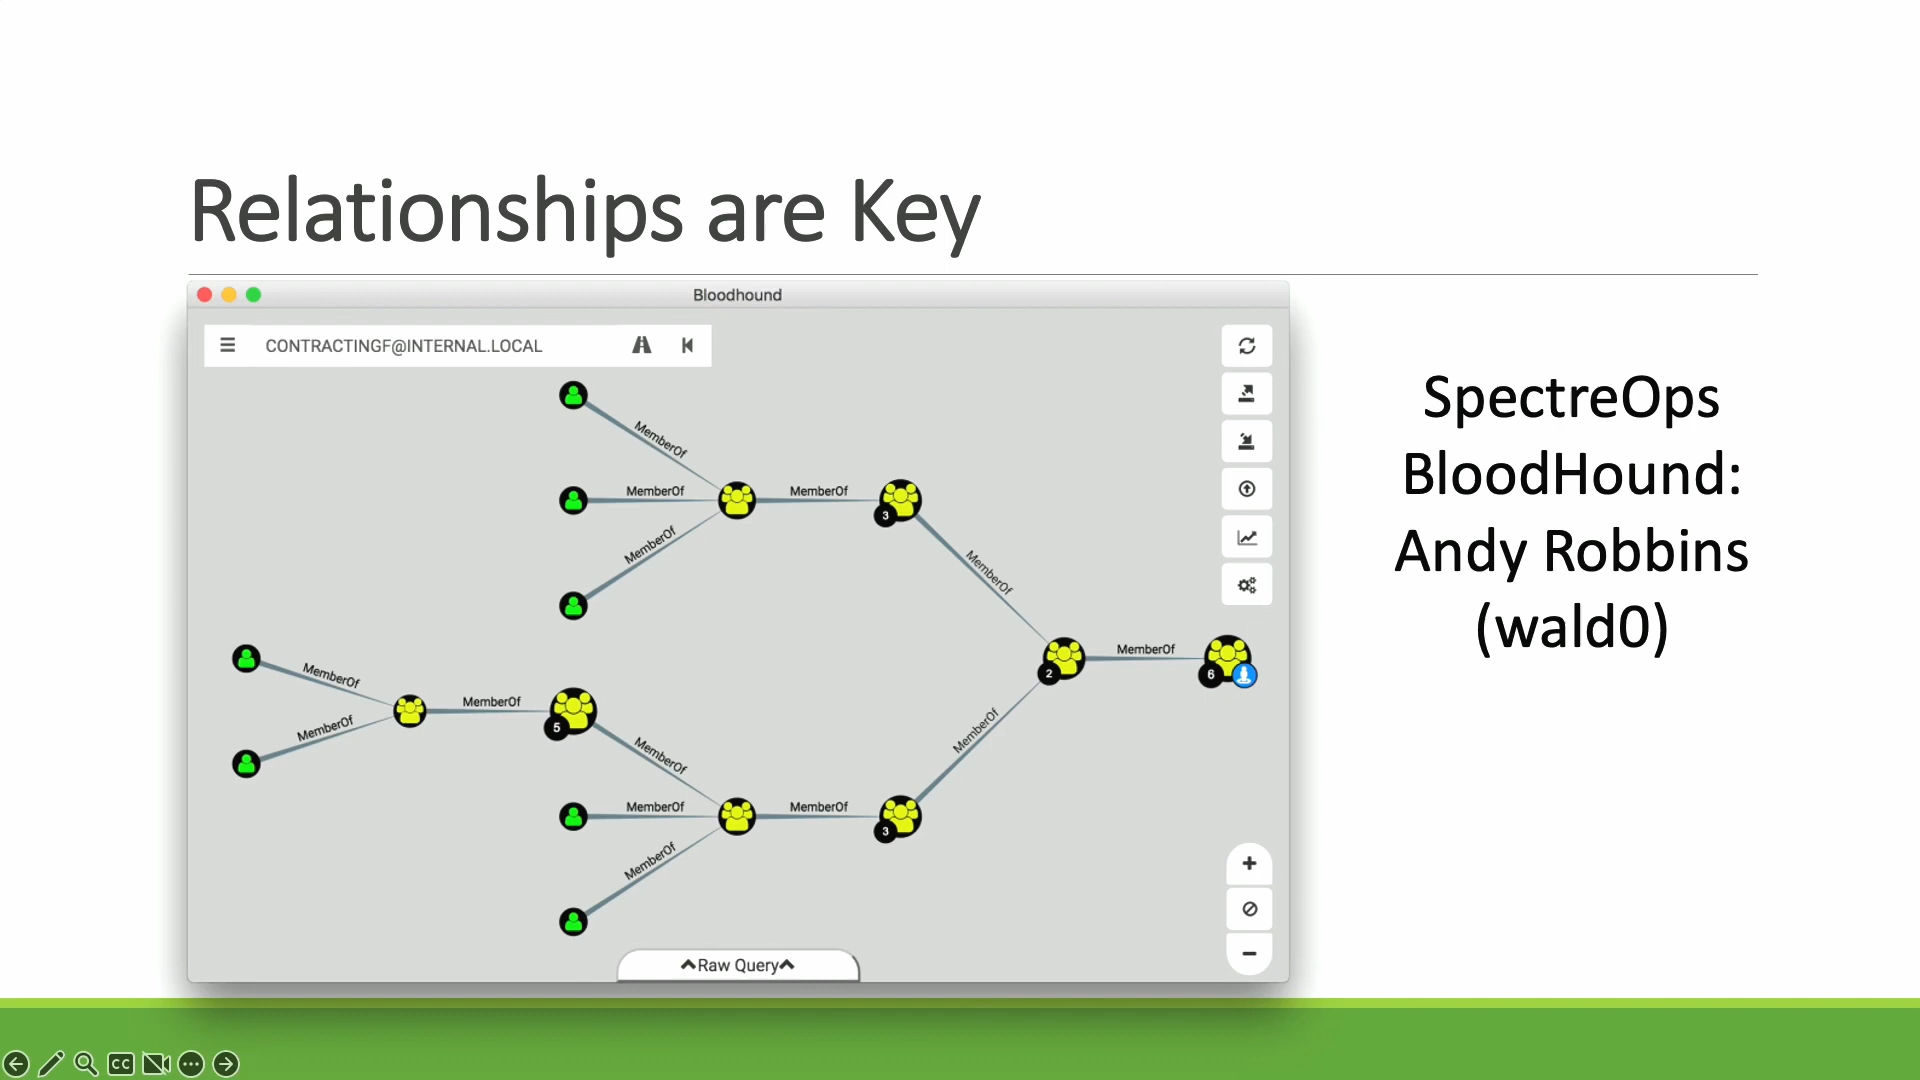 Relationships are Key
Bloodhound
CONTRACTINGF@INTERNAL.LOCAL
MemberOf
MemberOf
MemberOf
MemberOf
MemberOf
3
MemberOf
2
6
MemberOf
MemberOf
MemberOf
5
MemberOf
MemberOf
MemberOf
MemberOf
3
MemberOf
Raw Query
SpectreOps
BloodHound:
Andy Robbins
(wald0)
CC